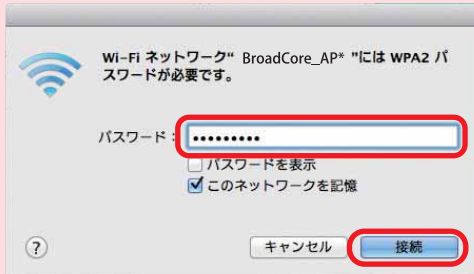 Wi-Fi ネットワーク“ BroadCore_AP* ”には WPA2 パ
スワードが必要です。
パスワード： •••••••••
パスワードを表示
このネットワークを記憶
? キャンセル 接続